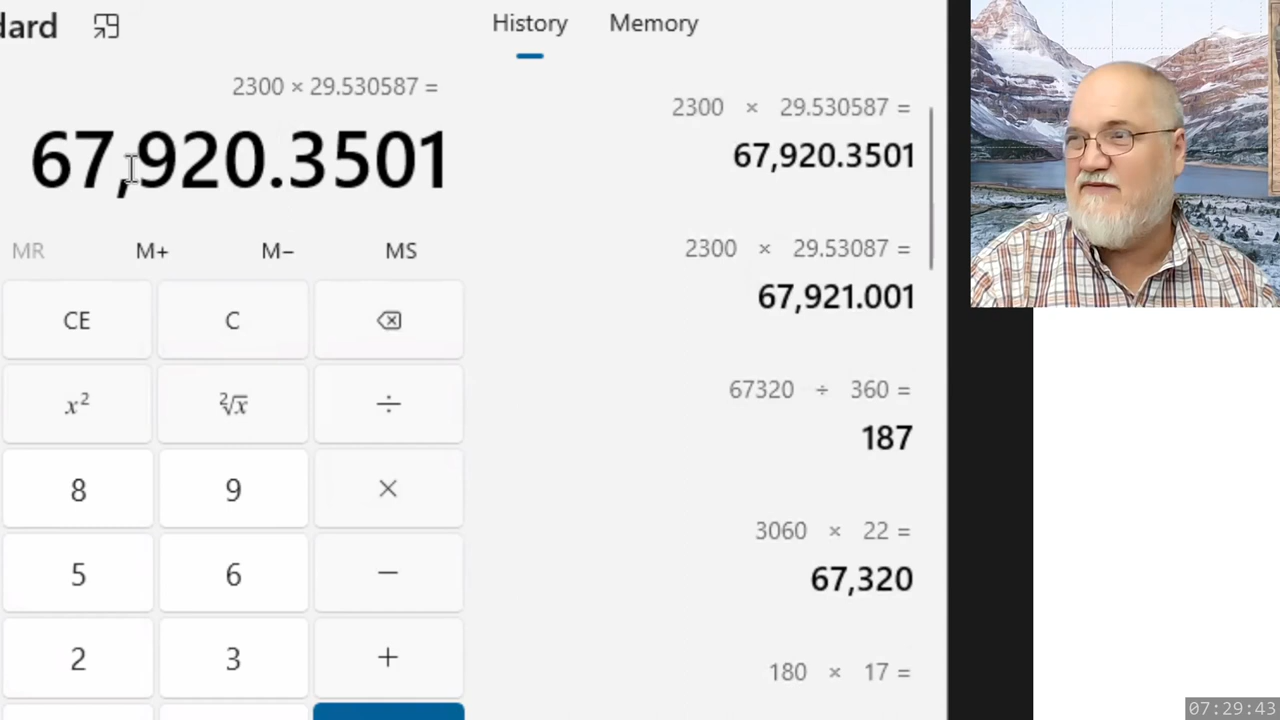 dard
History Memory
2300 × 29.530587 =
67,920.3501
MR M+ M− MS
CE C
x² ²√x ÷
8 9 ×
5 6 −
2 3 +
2300 × 29.530587 =
67,920.3501
2300 × 29.53087 =
67,921.001
67320 ÷ 360 =
187
3060 × 22 =
67,320
180 × 17 =
07:29:43